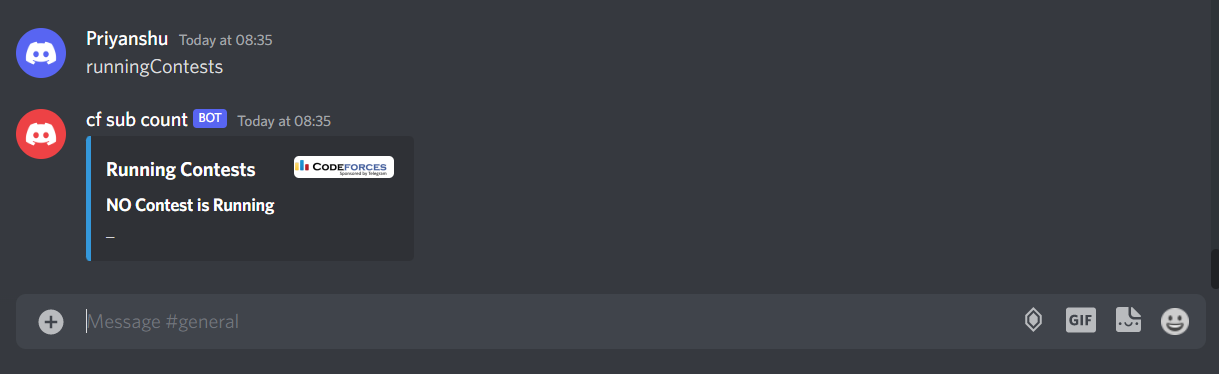 Priyanshu Today at 08:35
runningContests
cf sub count BOT Today at 08:35
Running Contests
CODEFORCES
Sponsored by Telegram
NO Contest is Running
_
Message #general
GIF